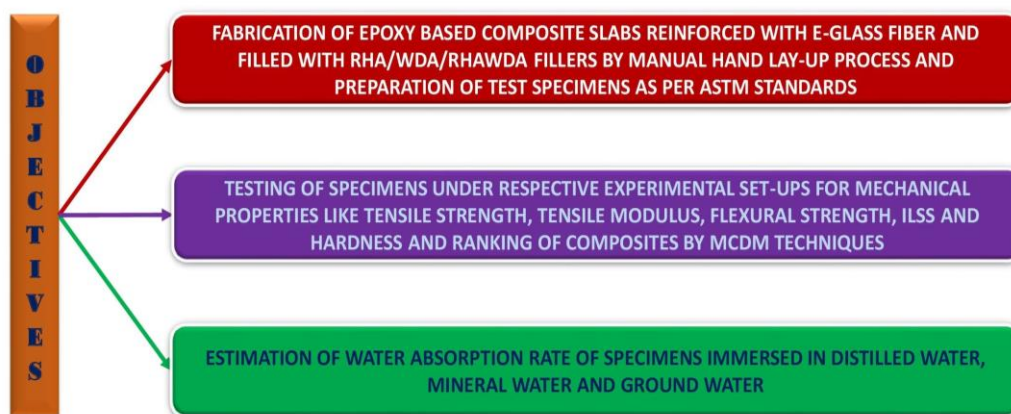 OBJECTIVES
FABRICATION OF EPOXY BASED COMPOSITE SLABS REINFORCED WITH E-GLASS FIBER AND
FILLED WITH RHA/WDA/RHAWDA FILLERS BY MANUAL HAND LAY-UP PROCESS AND
PREPARATION OF TEST SPECIMENS AS PER ASTM STANDARDS
TESTING OF SPECIMENS UNDER RESPECTIVE EXPERIMENTAL SET-UPS FOR MECHANICAL
PROPERTIES LIKE TENSILE STRENGTH, TENSILE MODULUS, FLEXURAL STRENGTH, ILSS AND
HARDNESS AND RANKING OF COMPOSITES BY MCDM TECHNIQUES
ESTIMATION OF WATER ABSORPTION RATE OF SPECIMENS IMMERSED IN DISTILLED WATER,
MINERAL WATER AND GROUND WATER